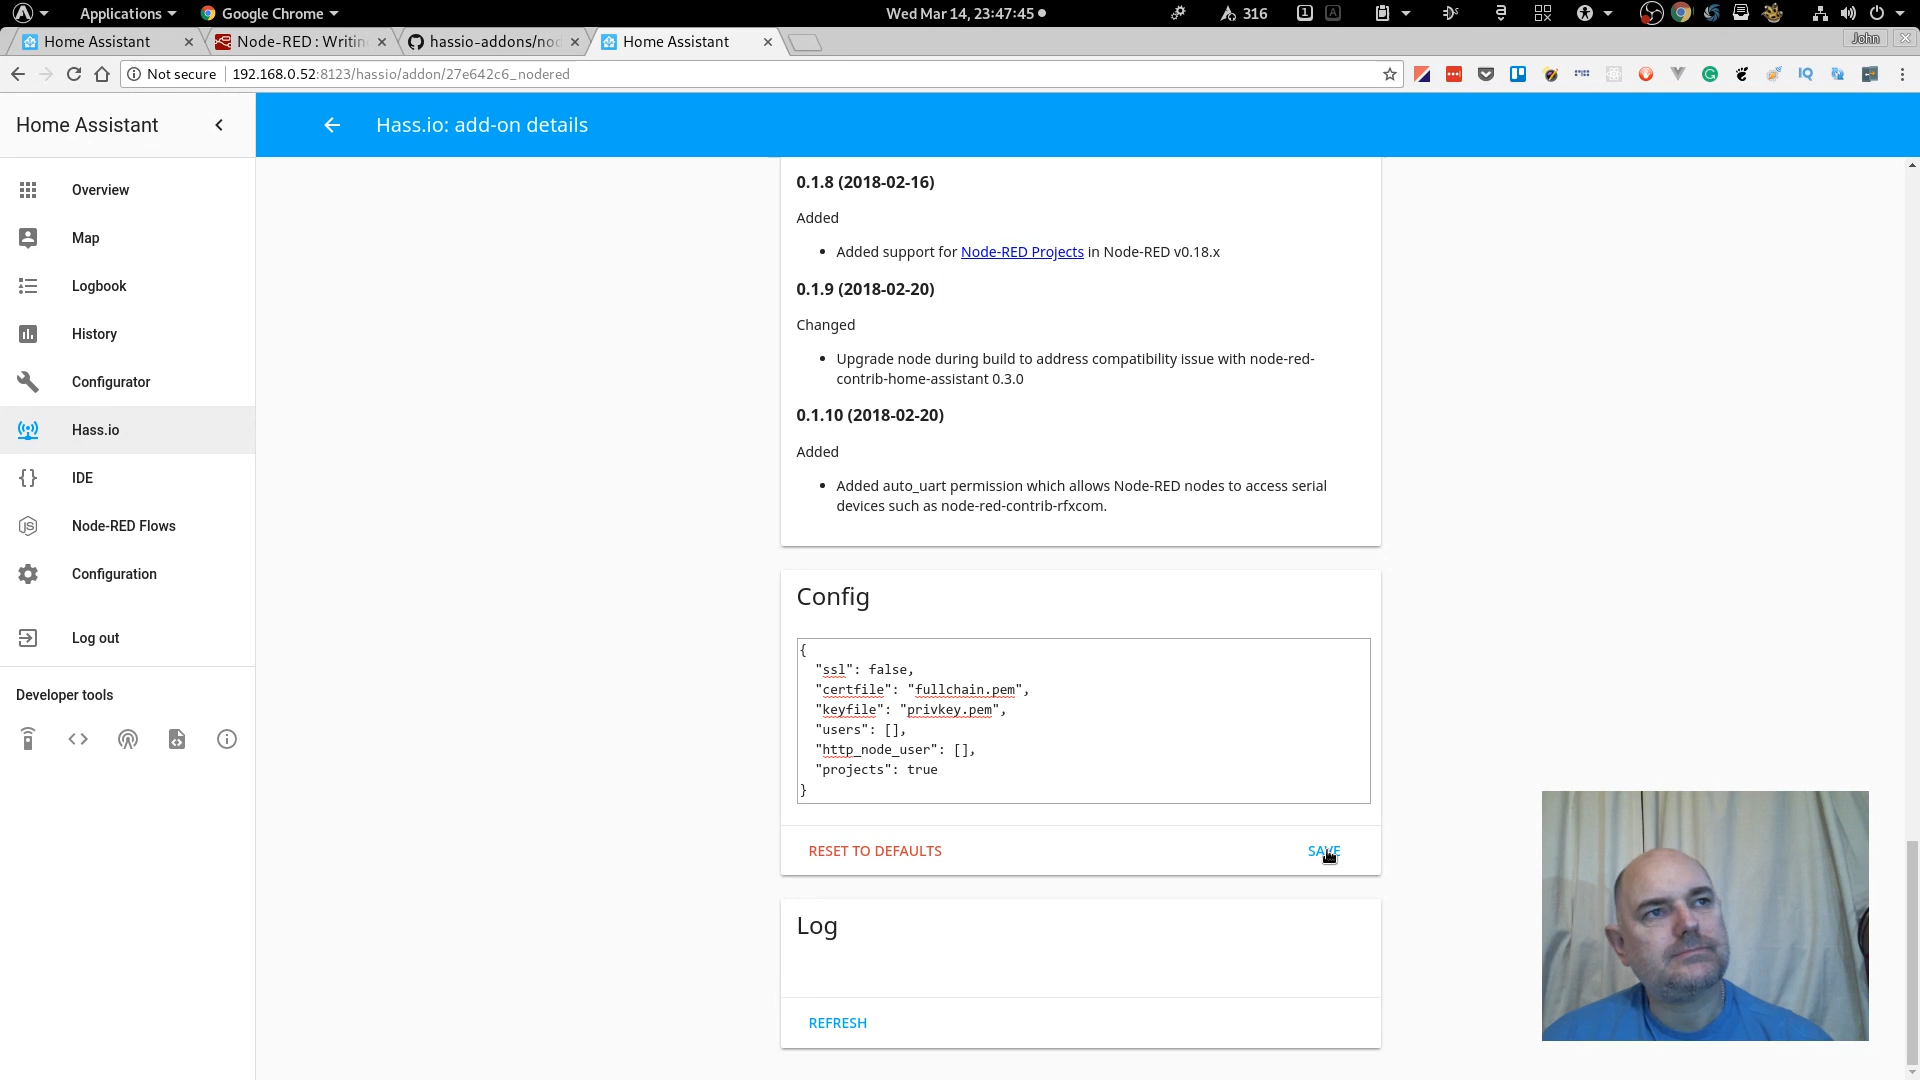 Applications
Google Chrome
Wed Mar 14, 23:47:45
316
1
A
Home Assistant
Node-RED : Writin
hassio-addons/nod
Home Assistant
John
Not secure
192.168.0.52:8123/hassio/addon/27e642c6_nodered
Home Assistant
Hass.io: add-on details
Overview
Map
Logbook
History
Configurator
Hass.io
IDE
Node-RED Flows
Configuration
Log out
Developer tools
0.1.8 (2018-02-16)
Added
Added support for Node-RED Projects in Node-RED v0.18.x
0.1.9 (2018-02-20)
Changed
Upgrade node during build to address compatibility issue with node-red-
contrib-home-assistant 0.3.0
0.1.10 (2018-02-20)
Added
Added auto_uart permission which allows Node-RED nodes to access serial
devices such as node-red-contrib-rfxcom.
Config
{
"ssl": false,
"certfile": "fullchain.pem",
"keyfile": "privkey.pem",
"users": [],
"http_node_user": [],
"projects": true
}
RESET TO DEFAULTS
SAVE
Log
REFRESH